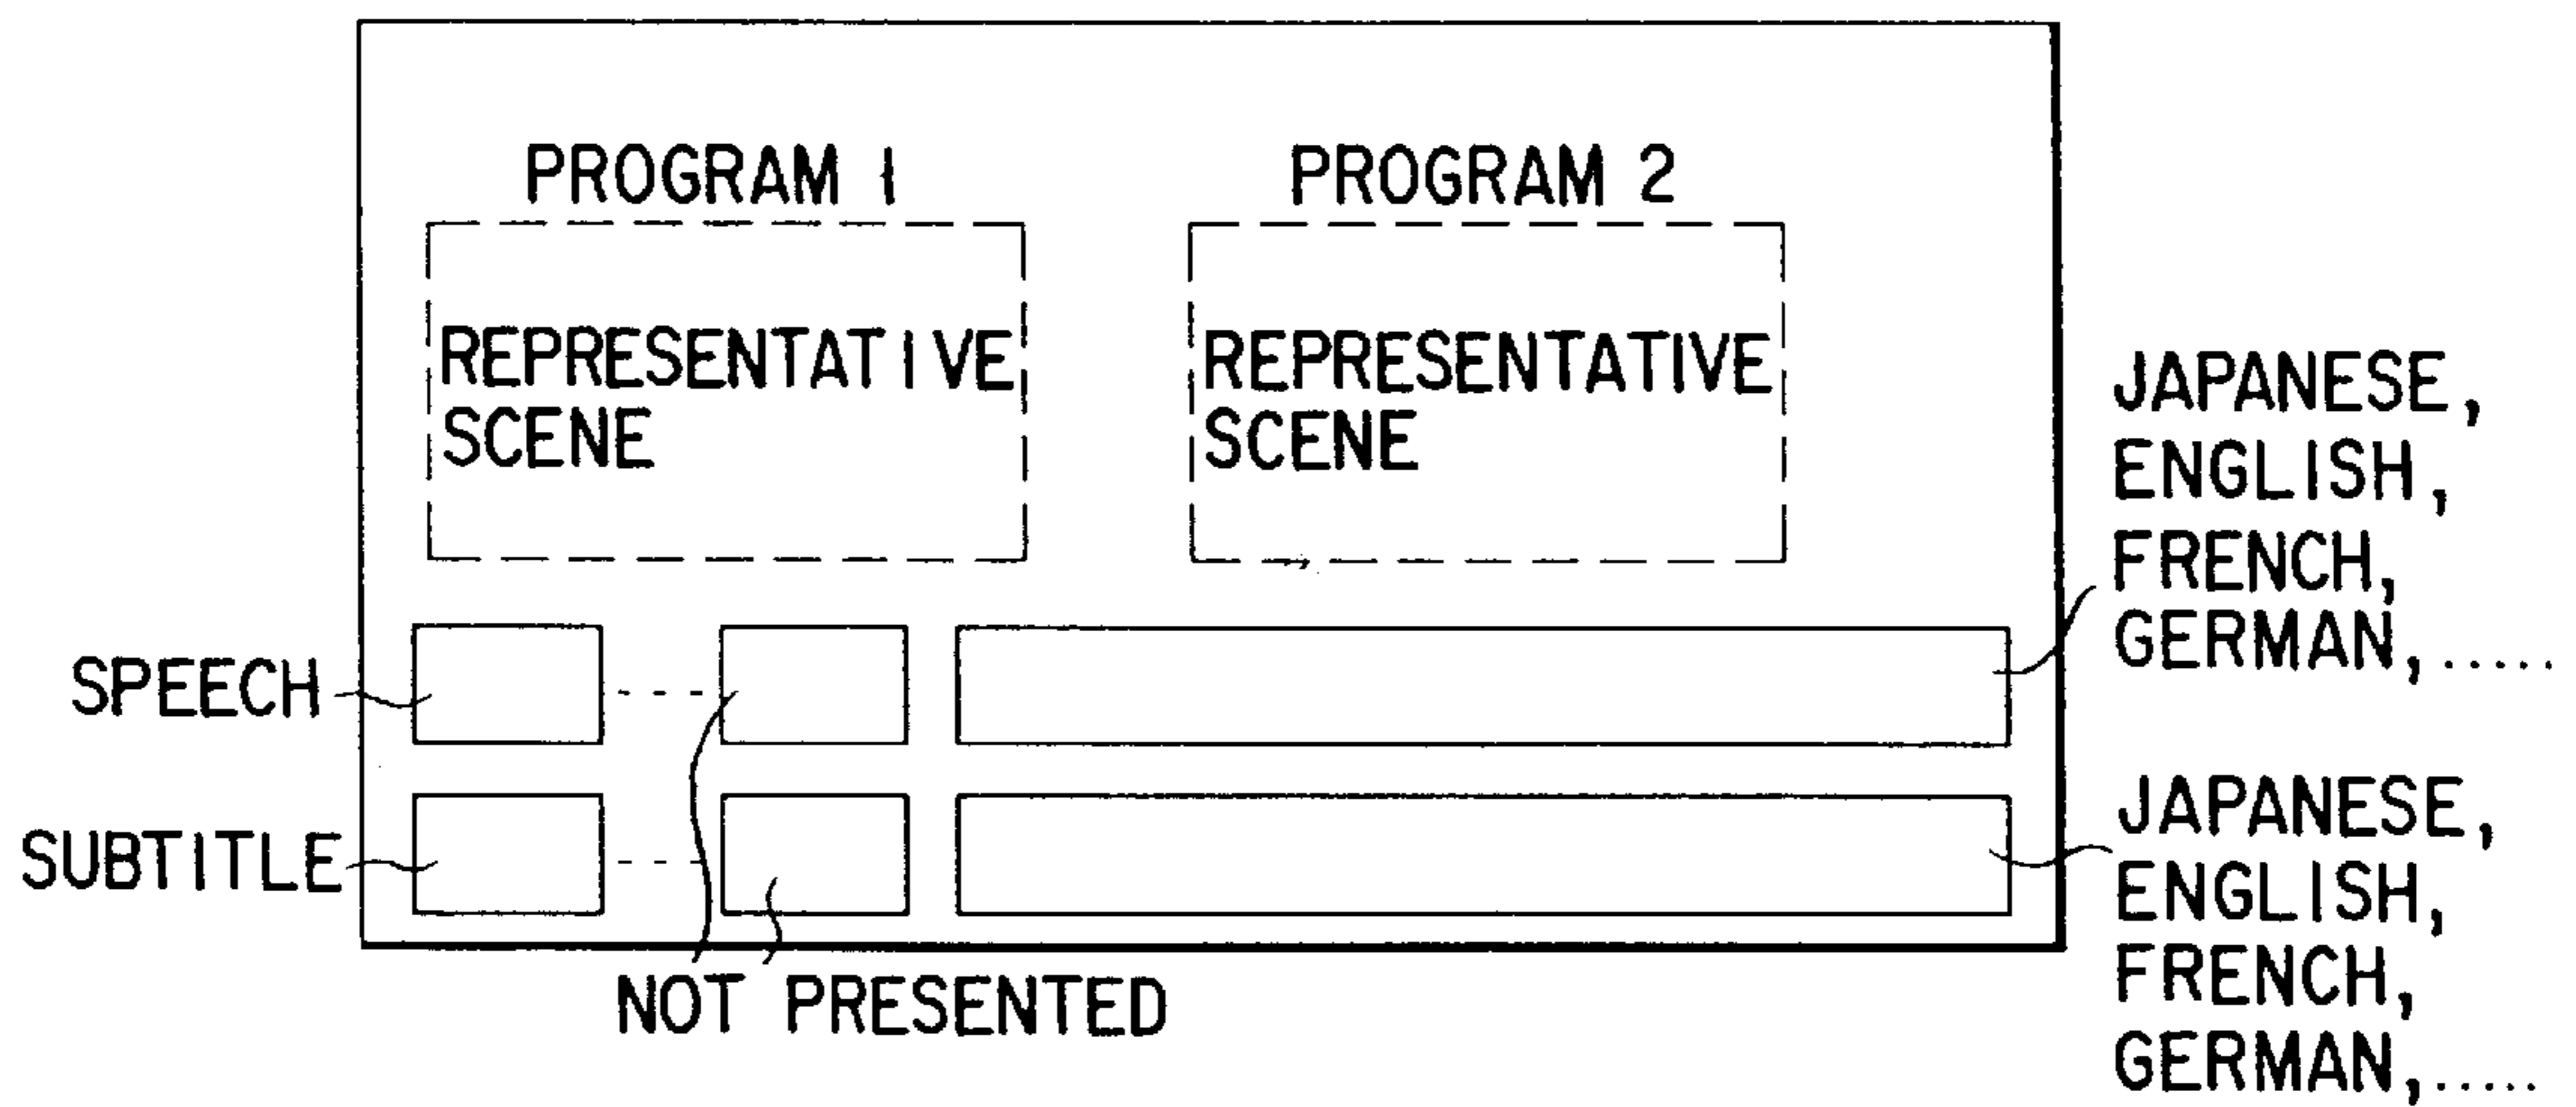 PROGRAM 1
PROGRAM 2
REPRESENTATIVE
SCENE
REPRESENTATIVE
SCENE
JAPANESE,
ENGLISH,
FRENCH,
GERMAN, .....
SPEECH
SUBTITLE
JAPANESE,
ENGLISH,
FRENCH,
GERMAN, .....
NOT PRESENTED